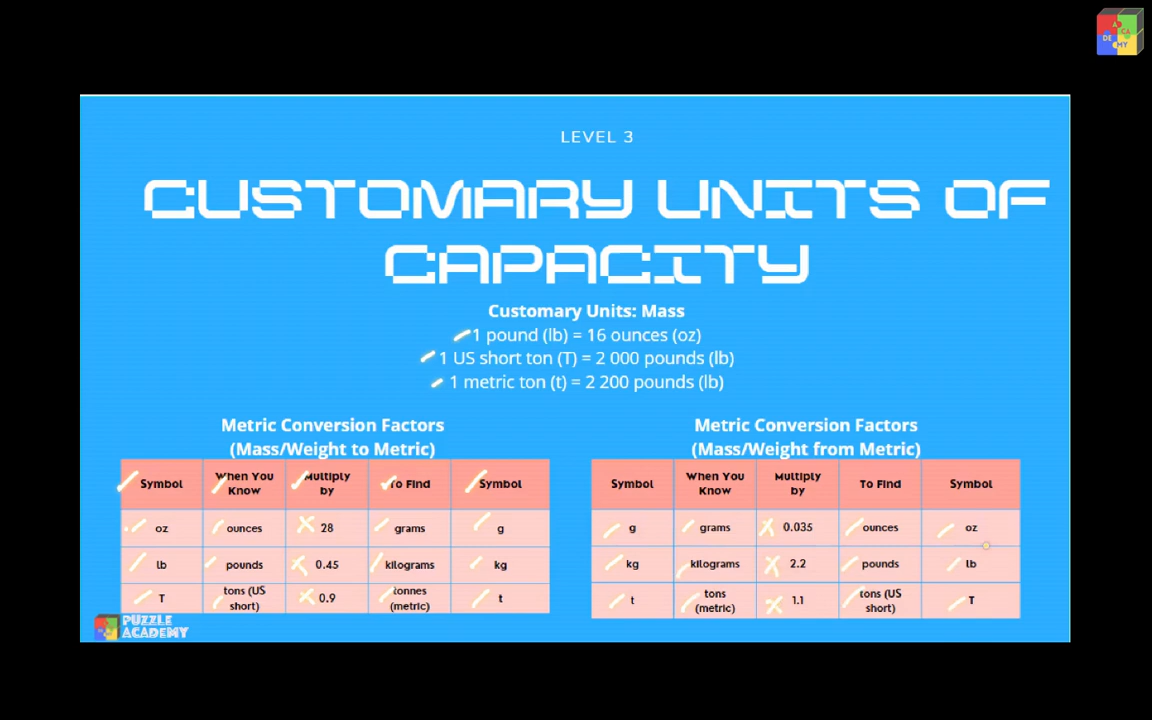 AD
CA
DE
MY
LEVEL 3
CUSTOMARY UNITS OF
CAPACITY
Customary Units: Mass
1 pound (lb) = 16 ounces (oz)
1 US short ton (T) = 2 000 pounds (lb)
1 metric ton (t) = 2 200 pounds (lb)
Metric Conversion Factors
(Mass/Weight to Metric)
Symbol When You Know Multiply by To Find Symbol
oz ounces 28 grams g
lb pounds 0.45 kilograms kg
T tons (US short) 0.9 tonnes (metric) t
Metric Conversion Factors
(Mass/Weight from Metric)
Symbol When You Know Multiply by To Find Symbol
g grams 0.035 ounces oz
kg kilograms 2.2 pounds lb
t tons (metric) 1.1 tons (US short) T
PUZZLE
ACADEMY